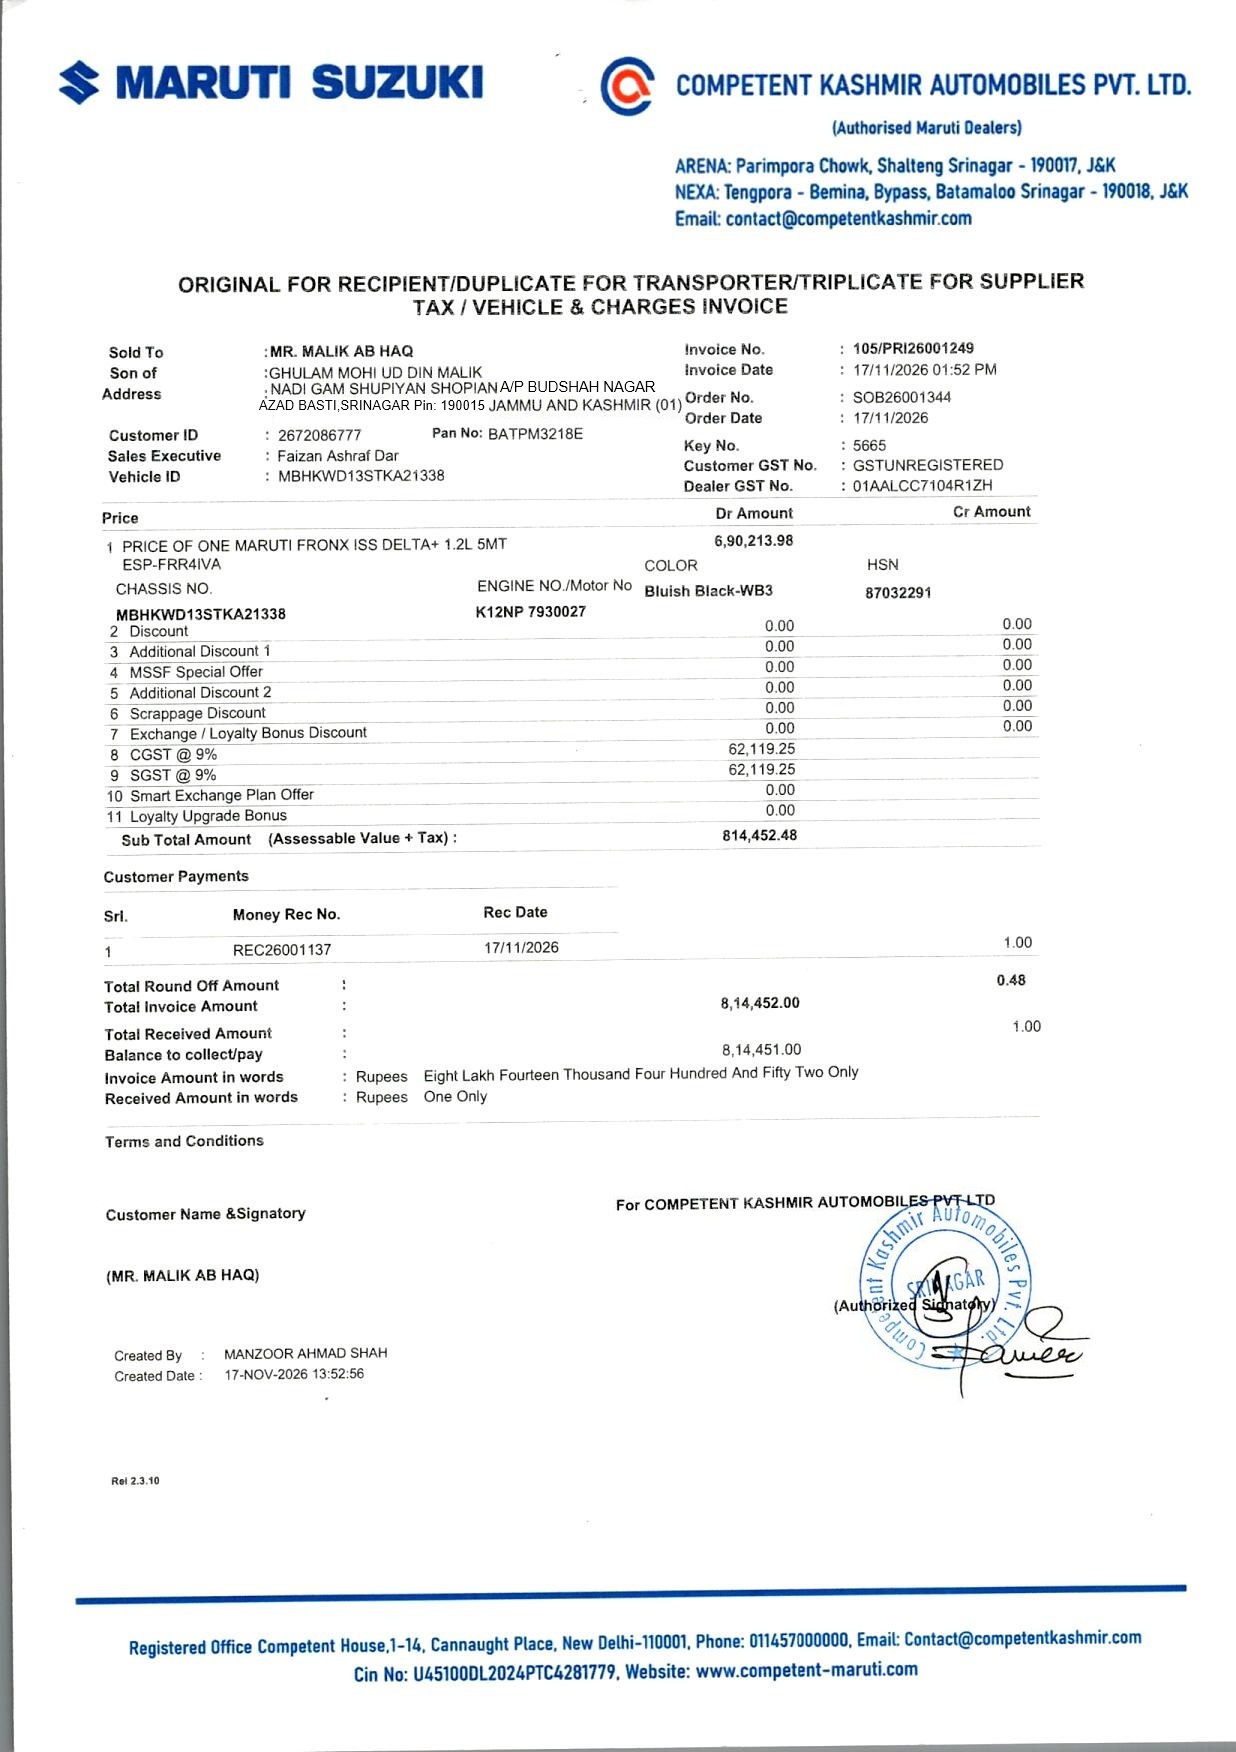 MARUTI SUZUKI
COMPETENT KASHMIR AUTOMOBILES PVT. LTD.
(Authorised Maruti Dealers)
ARENA: Parimpora Chowk, Shalteng Srinagar - 190017, J&K
NEXA: Tengpora - Bemina, Bypass, Batamaloo Srinagar - 190018, J&K
Email: contact@competentkashmir.com
ORIGINAL FOR RECIPIENT/DUPLICATE FOR TRANSPORTER/TRIPLICATE FOR SUPPLIER
TAX / VEHICLE & CHARGES INVOICE
Sold To :MR. MALIK AB HAQ Invoice No. : 105/PRI26001249
Son of :GHULAM MOHI UD DIN MALIK Invoice Date : 17/11/2026 01:52 PM
Address :NADI GAM SHUPIYAN SHOPIAN A/P BUDSHAH NAGAR Order No. : SOB26001344
AZAD BASTI,SRINAGAR Pin: 190015 JAMMU AND KASHMIR (01) Order Date : 17/11/2026
Customer ID : 2672086777 Pan No: BATPM3218E Key No. : 5665
Sales Executive : Faizan Ashraf Dar Customer GST No. : GSTUNREGISTERED
Vehicle ID : MBHKWD13STKA21338 Dealer GST No. : 01AALCC7104R1ZH
Price Dr Amount Cr Amount
1 PRICE OF ONE MARUTI FRONX ISS DELTA+ 1.2L 5MT 6,90,213.98
ESP-FRR4IVA COLOR HSN
CHASSIS NO. ENGINE NO./Motor No Bluish Black-WB3 87032291
MBHKWD13STKA21338 K12NP 7930027
2 Discount 0.00 0.00
3 Additional Discount 1 0.00 0.00
4 MSSF Special Offer 0.00 0.00
5 Additional Discount 2 0.00 0.00
6 Scrappage Discount 0.00 0.00
7 Exchange / Loyalty Bonus Discount 0.00 0.00
8 CGST @ 9% 62,119.25
9 SGST @ 9% 62,119.25
10 Smart Exchange Plan Offer 0.00
11 Loyalty Upgrade Bonus 0.00
Sub Total Amount (Assessable Value + Tax) : 814,452.48
Customer Payments
Srl. Money Rec No. Rec Date
1 REC26001137 17/11/2026 1.00
Total Round Off Amount : 0.48
Total Invoice Amount : 8,14,452.00
Total Received Amount : 1.00
Balance to collect/pay : 8,14,451.00
Invoice Amount in words : Rupees Eight Lakh Fourteen Thousand Four Hundred And Fifty Two Only
Received Amount in words : Rupees One Only
Terms and Conditions
For COMPETENT KASHMIR AUTOMOBILES PVT LTD
Customer Name &Signatory
Competent Kashmir Automobiles Pvt. Ltd.
SRINAGAR
(MR. MALIK AB HAQ)
(Authorized Signatory)
Created By : MANZOOR AHMAD SHAH
Created Date : 17-NOV-2026 13:52:56
Rel 2.3.10
Registered Office Competent House,1-14, Cannaught Place, New Delhi-110001, Phone: 011457000000, Email: Contact@competentkashmir.com
Cin No: U45100DL2024PTC4281779, Website: www.competent-maruti.com